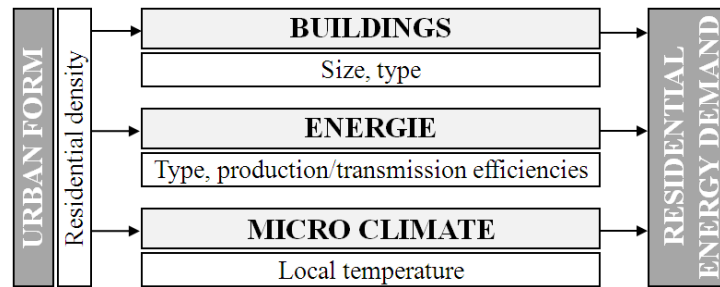 URBAN FORM
Residential density
BUILDINGS
Size, type
ENERGIE
Type, production/transmission efficiencies
MICRO CLIMATE
Local temperature
RESIDENTIAL
ENERGY DEMAND